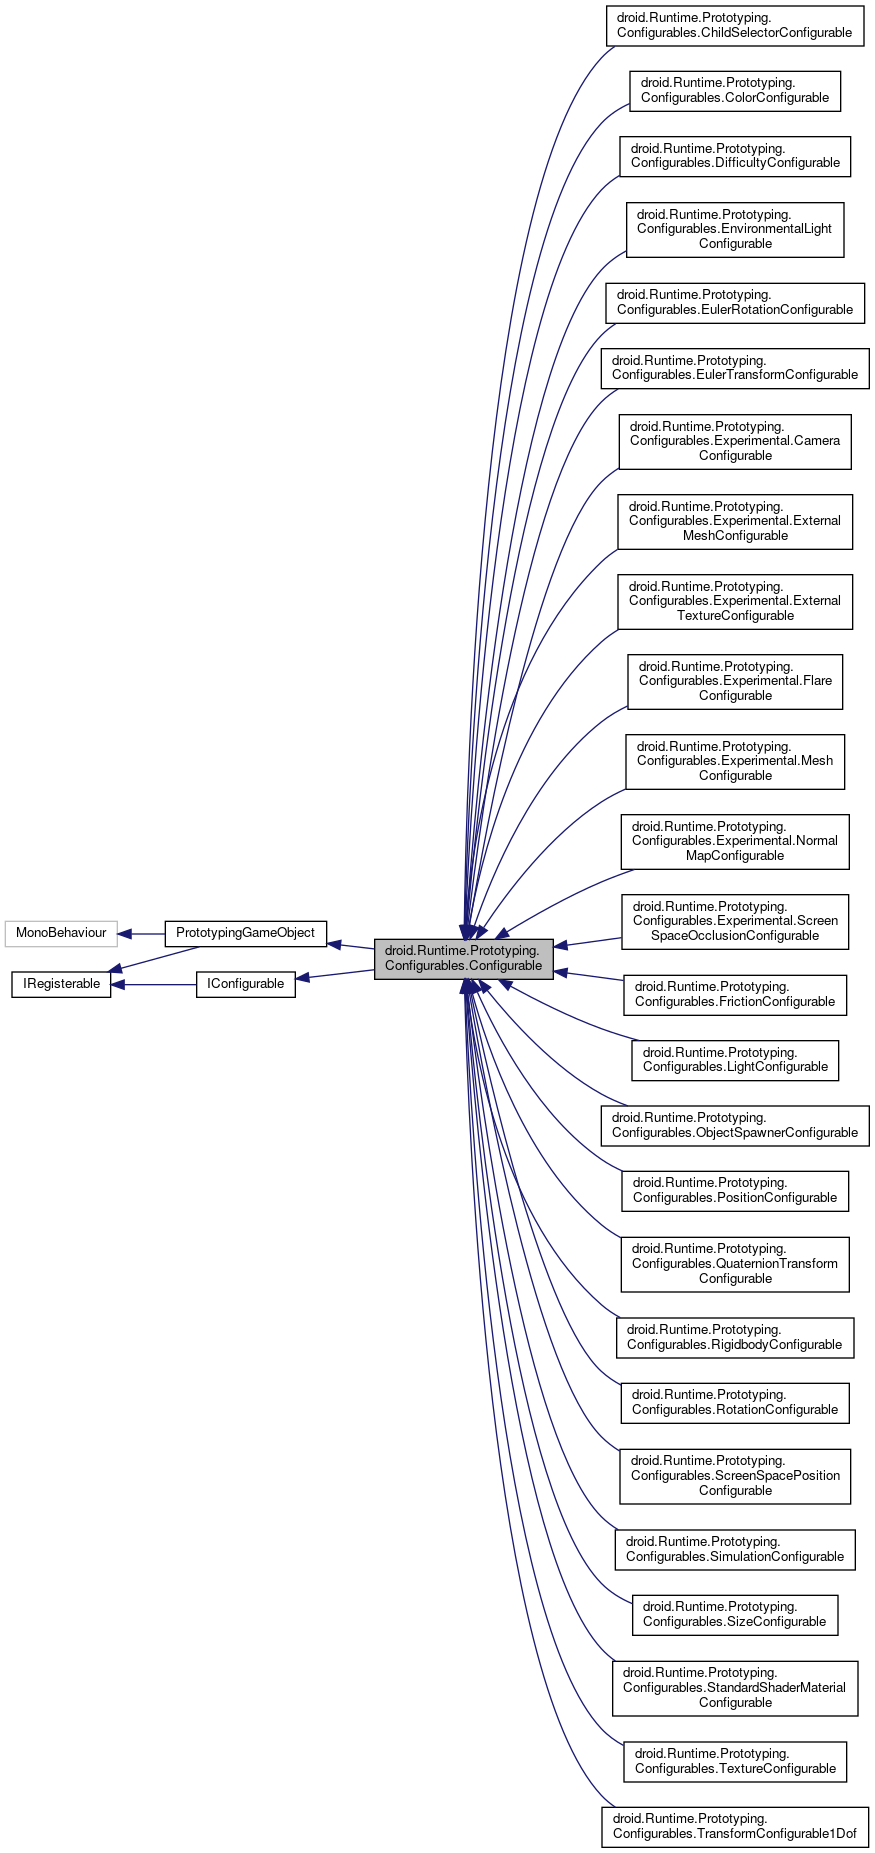 MonoBehaviour
IRegisterable
PrototypingGameObject
IConfigurable
droid.Runtime.Prototyping.
Configurables.Configurable
droid.Runtime.Prototyping.
Configurables.ChildSelectorConfigurable
droid.Runtime.Prototyping.
Configurables.ColorConfigurable
droid.Runtime.Prototyping.
Configurables.DifficultyConfigurable
droid.Runtime.Prototyping.
Configurables.EnvironmentalLight
Configurable
droid.Runtime.Prototyping.
Configurables.EulerRotationConfigurable
droid.Runtime.Prototyping.
Configurables.EulerTransformConfigurable
droid.Runtime.Prototyping.
Configurables.Experimental.Camera
Configurable
droid.Runtime.Prototyping.
Configurables.Experimental.External
MeshConfigurable
droid.Runtime.Prototyping.
Configurables.Experimental.External
TextureConfigurable
droid.Runtime.Prototyping.
Configurables.Experimental.Flare
Configurable
droid.Runtime.Prototyping.
Configurables.Experimental.Mesh
Configurable
droid.Runtime.Prototyping.
Configurables.Experimental.Normal
MapConfigurable
droid.Runtime.Prototyping.
Configurables.Experimental.Screen
SpaceOcclusionConfigurable
droid.Runtime.Prototyping.
Configurables.FrictionConfigurable
droid.Runtime.Prototyping.
Configurables.LightConfigurable
droid.Runtime.Prototyping.
Configurables.ObjectSpawnerConfigurable
droid.Runtime.Prototyping.
Configurables.PositionConfigurable
droid.Runtime.Prototyping.
Configurables.QuaternionTransform
Configurable
droid.Runtime.Prototyping.
Configurables.RigidbodyConfigurable
droid.Runtime.Prototyping.
Configurables.RotationConfigurable
droid.Runtime.Prototyping.
Configurables.ScreenSpacePosition
Configurable
droid.Runtime.Prototyping.
Configurables.SimulationConfigurable
droid.Runtime.Prototyping.
Configurables.SizeConfigurable
droid.Runtime.Prototyping.
Configurables.StandardShaderMaterial
Configurable
droid.Runtime.Prototyping.
Configurables.TextureConfigurable
droid.Runtime.Prototyping.
Configurables.TransformConfigurable1Dof